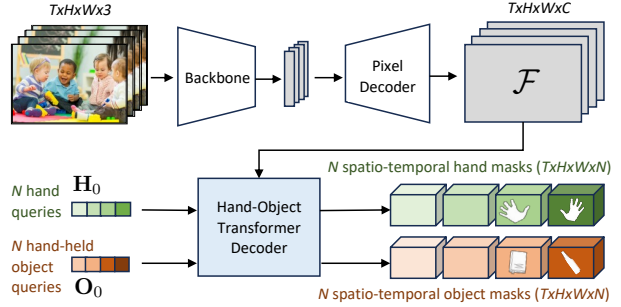 TxHxWx3
TxHxWxC
Backbone
Pixel
Decoder
F
N spatio-temporal hand masks (TxHxWxN)
N hand
queries
H0
Hand-Object
Transformer
Decoder
N hand-held
object
queries
O0
N spatio-temporal object masks (TxHxWxN)